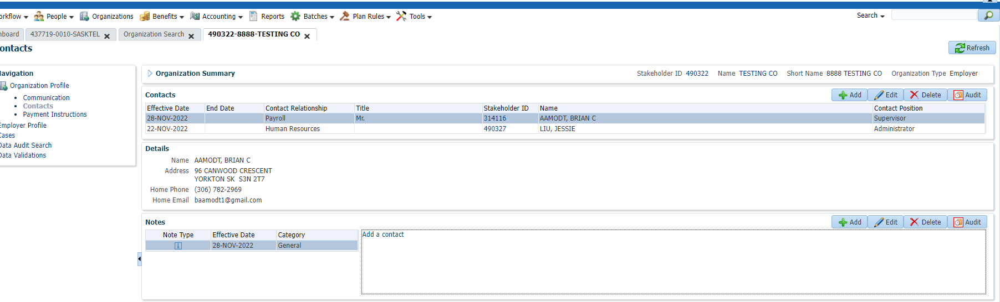 orkflow People Organizations Benefits Accounting Reports Batches Plan Rules Tools Search
hboard 437719-0010-SASKTEL Organization Search 490322-8888-TESTING CO
ontacts Refresh
Navigation
Organization Profile
Communication
Contacts
Payment Instructions
Employer Profile
Cases
Data Audit Search
Data Validations
Organization Summary Stakeholder ID 490322 Name TESTING CO Short Name 8888 TESTING CO Organization Type Employer
Contacts Add Edit Delete Audit
Effective Date End Date Contact Relationship Title Stakeholder ID Name Contact Position
28-NOV-2022 Payroll Mr. 314116 AAMODT, BRIAN C Supervisor
22-NOV-2022 Human Resources 490327 LIU, JESSIE Administrator
Details
Name AAMODT, BRIAN C
Address 96 CANWOOD CRESCENT
YORKTON SK S3N 2T7
Home Phone (306) 782-2969
Home Email baamodt1@gmail.com
Notes Add Edit Delete Audit
Note Type Effective Date Category Add a contact
28-NOV-2022 General